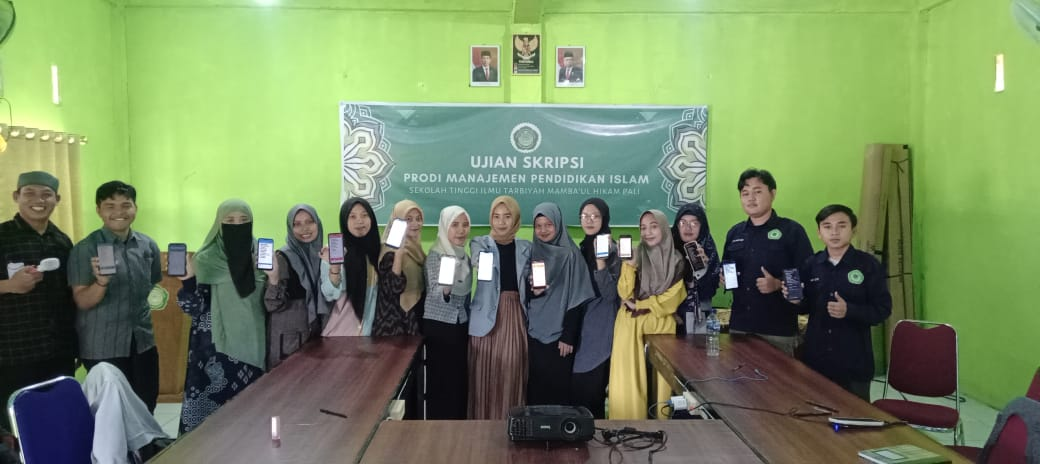 UJIAN SKRIPSI
PRODI MANAJEMEN PENDIDIKAN ISLAM
SEKOLAH TINGGI ILMU TARBIYAH MAMBA'UL HIKAM PALI